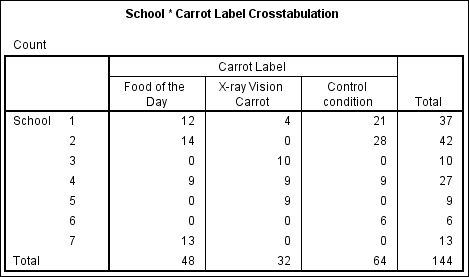 School * Carrot Label Crosstabulation
Count
Carrot Label
Food of the Day X-ray Vision Carrot Control condition Total
School 1 12 4 21 37
2 14 0 28 42
3 0 10 0 10
4 9 9 9 27
5 0 9 0 9
6 0 0 6 6
7 13 0 0 13
Total 48 32 64 144